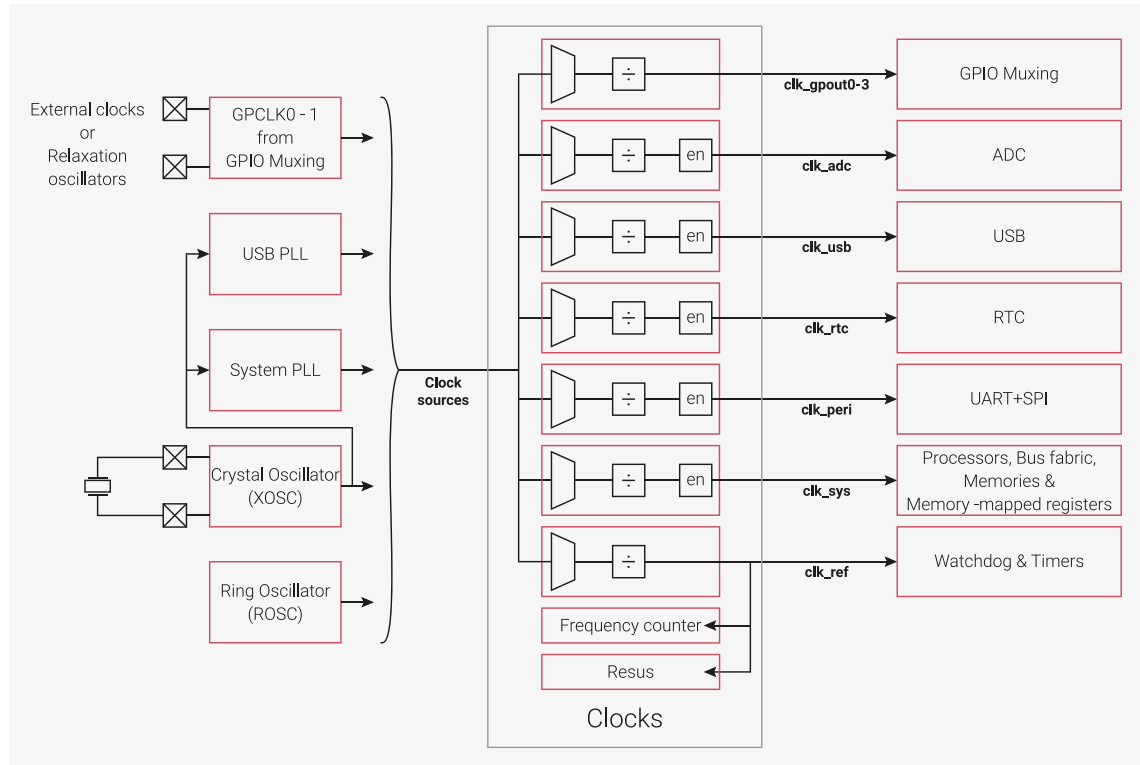 External clocks
or
Relaxation
oscillators
GPCLK0 - 1
from
GPIO Muxing
USB PLL
System PLL
Crystal Oscillator
(XOSC)
Ring Oscillator
(ROSC)
Clock
sources
÷
clk_gpout0-3
GPIO Muxing
÷
en
clk_adc
ADC
÷
en
clk_usb
USB
÷
en
clk_rtc
RTC
÷
en
clk_peri
UART+SPI
÷
en
clk_sys
Processors, Bus fabric,
Memories &
Memory -mapped registers
÷
clk_ref
Watchdog & Timers
Frequency counter
Resus
Clocks